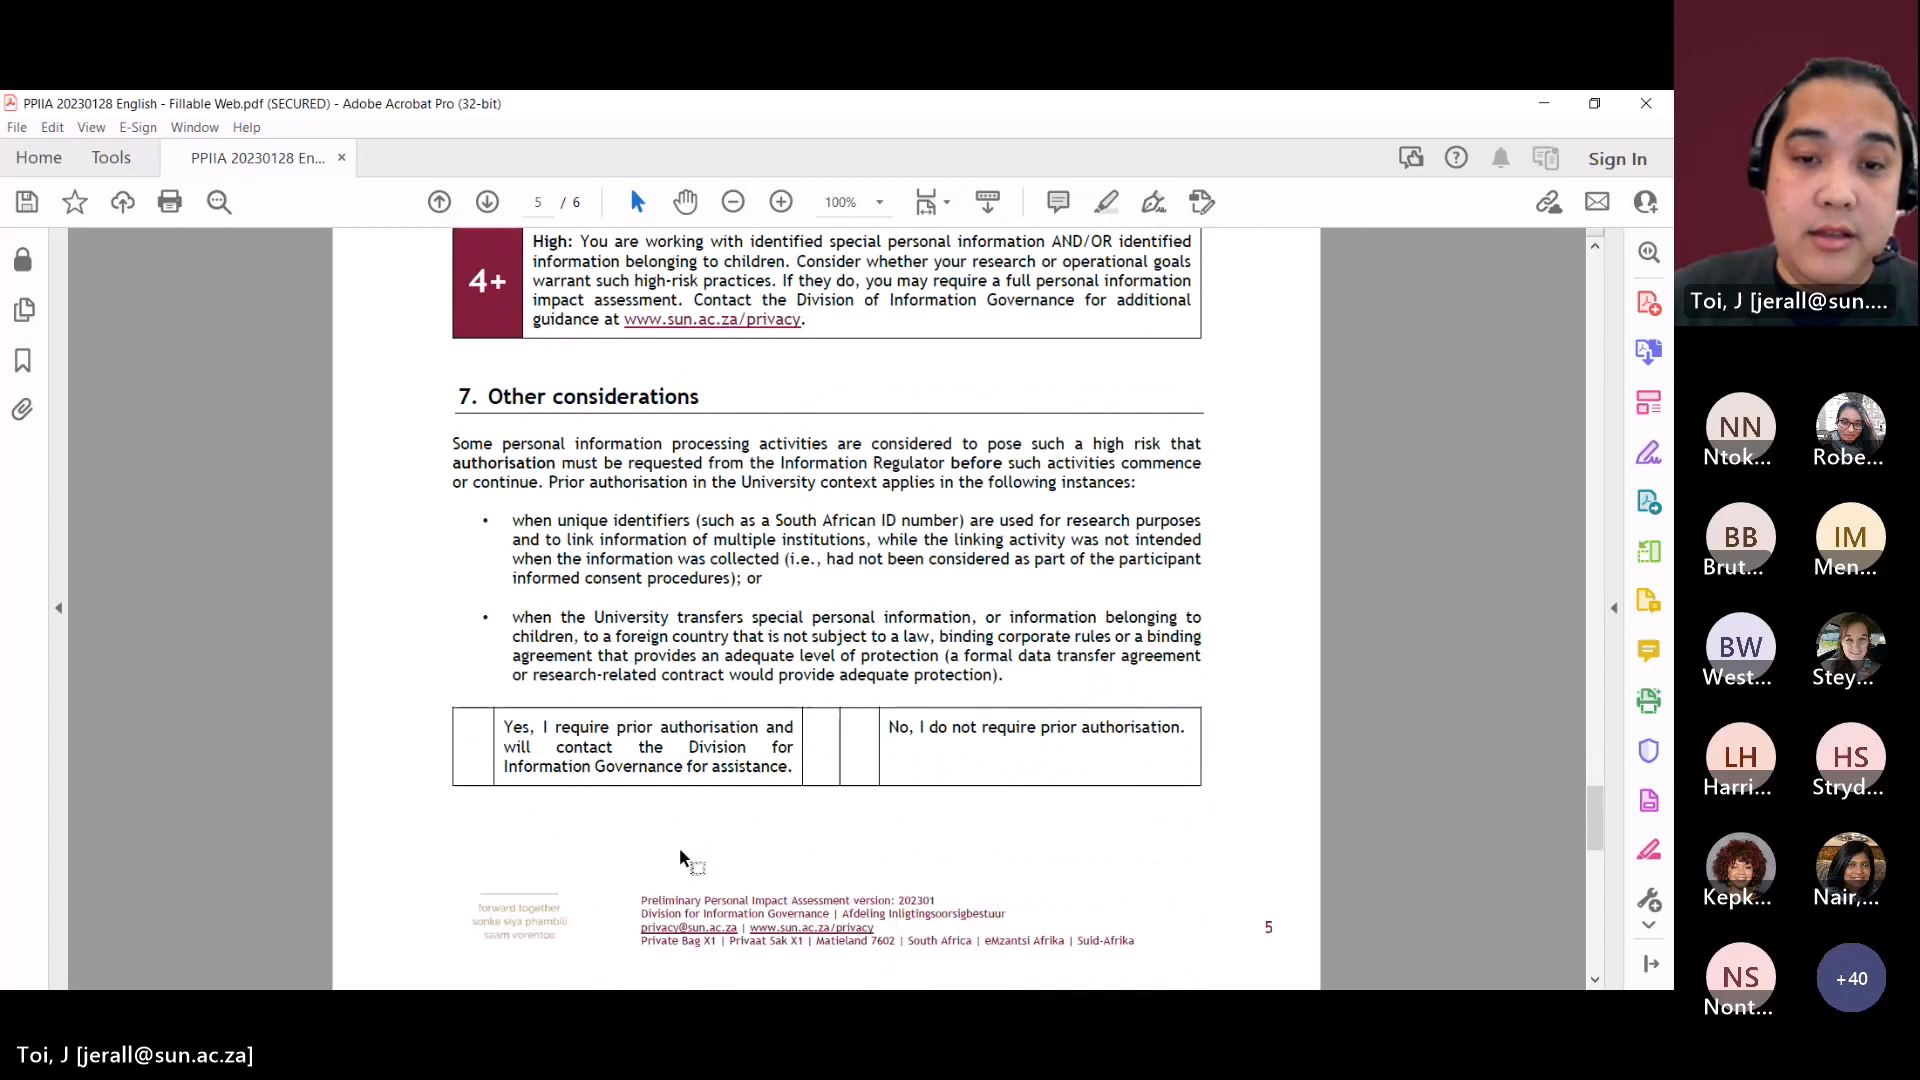 PPIIA 20230128 English - Fillable Web.pdf (SECURED) - Adobe Acrobat Pro (32-bit)
File Edit View E-Sign Window Help
Home Tools PPIIA 20230128 En... × Sign In
5 / 6 100%
4+
High: You are working with identified special personal information AND/OR identified
information belonging to children. Consider whether your research or operational goals
warrant such high-risk practices. If they do, you may require a full personal information
impact assessment. Contact the Division of Information Governance for additional
guidance at www.sun.ac.za/privacy.
7. Other considerations
Some personal information processing activities are considered to pose such a high risk that
authorisation must be requested from the Information Regulator before such activities commence
or continue. Prior authorisation in the University context applies in the following instances:
• when unique identifiers (such as a South African ID number) are used for research purposes
and to link information of multiple institutions, while the linking activity was not intended
when the information was collected (i.e., had not been considered as part of the participant
informed consent procedures); or
• when the University transfers special personal information, or information belonging to
children, to a foreign country that is not subject to a law, binding corporate rules or a binding
agreement that provides an adequate level of protection (a formal data transfer agreement
or research-related contract would provide adequate protection).
Yes, I require prior authorisation and
will contact the Division for
Information Governance for assistance.
No, I do not require prior authorisation.
forward together
sonke siya phambili
saam vorentoe
Preliminary Personal Impact Assessment version: 202301
Division for Information Governance | Afdeling Inligtingsoorsigbestuur
privacy@sun.ac.za | www.sun.ac.za/privacy
Private Bag X1 | Privaat Sak X1 | Matieland 7602 | South Africa | eMzantsi Afrika | Suid-Afrika
5
Toi, J [jerall@sun....
NN
Ntok... Robe...
BB IM
Brut... Men...
BW
West... Stey...
LH HS
Harri... Stryd...
Kepk... Nair,...
NS +40
Nont...
Toi, J [jerall@sun.ac.za]